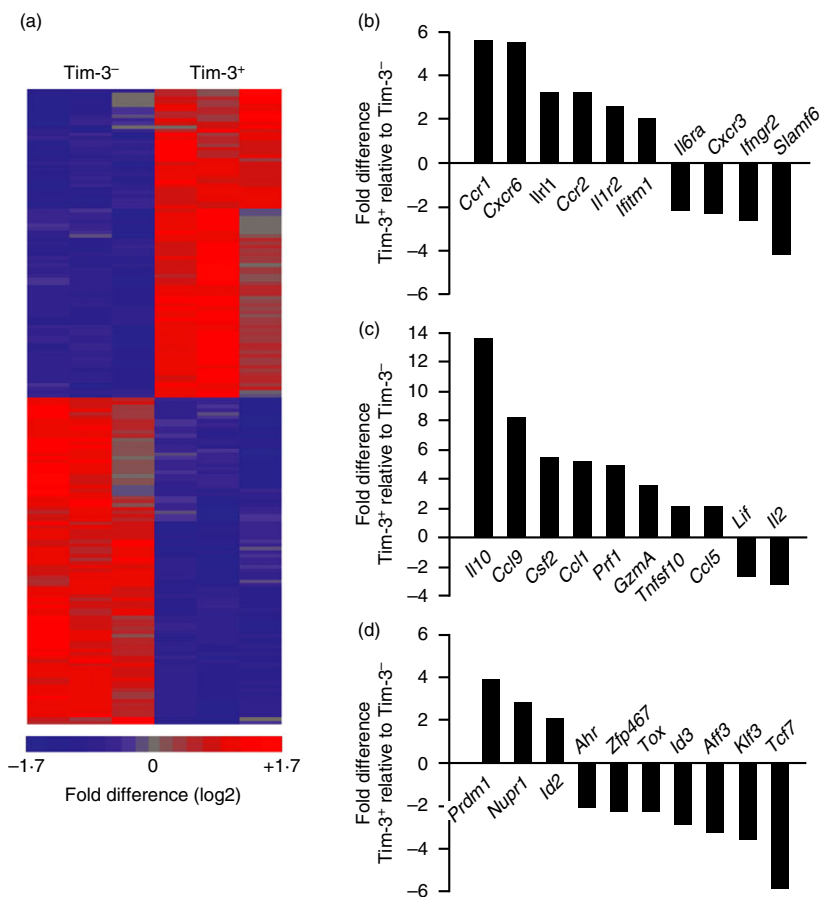 (a)
Tim-3⁻ Tim-3⁺
−1·7 0 +1·7
Fold difference (log2)
(b)
Fold difference
Tim-3⁺ relative to Tim-3⁻
6
4
2
0
−2
−4
−6
Ccr1 Cxcr6 Ilrl1 Ccr2 Il1r2 Ifitm1 Il6ra Cxcr3 Ifngr2 Slamf6
(c)
Fold difference
Tim-3⁺ relative to Tim-3⁻
14
12
10
8
6
4
2
0
−2
−4
Il10 Ccl9 Csf2 Ccl1 Prf1 GzmA Tnfsf10 Ccl5 Lif Il2
(d)
Fold difference
Tim-3⁺ relative to Tim-3⁻
6
4
2
0
−2
−4
−6
Prdm1 Nupr1 Id2 Ahr Zfp467 Tox Id3 Aff3 Klf3 Tcf7